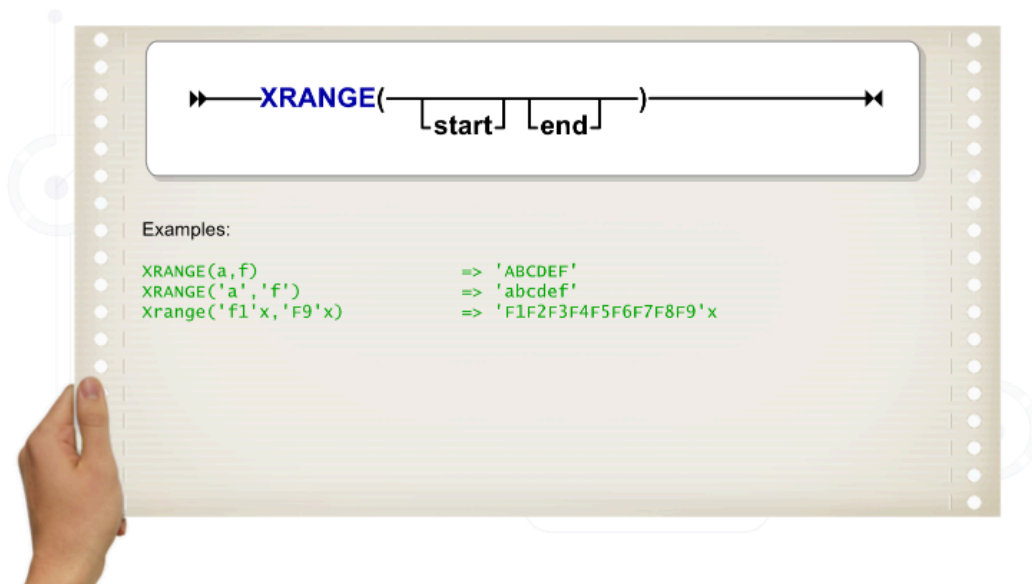 XRANGE( start end )
Examples:
XRANGE(a,f) => 'ABCDEF'
XRANGE('a','f') => 'abcdef'
Xrange('f1'x,'F9'x) => 'F1F2F3F4F5F6F7F8F9'x